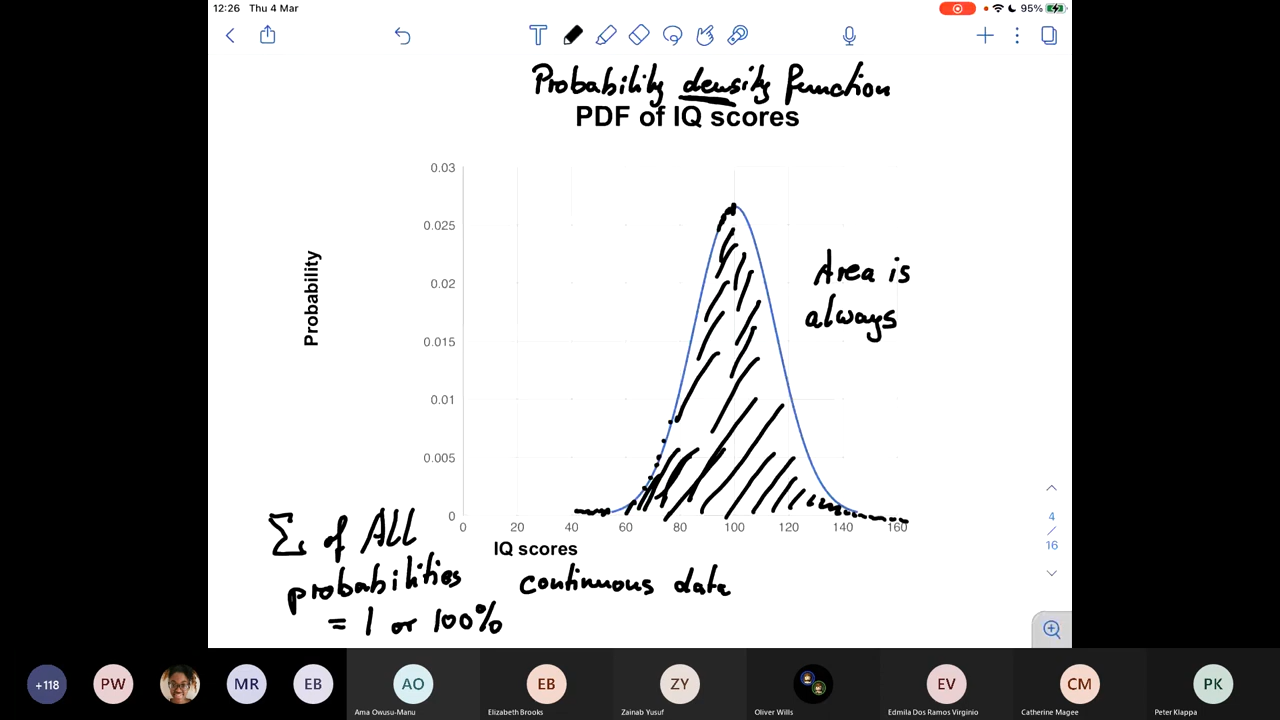 12:26 Thu 4 Mar
95%
Probability density function
PDF of IQ scores
Probability
0.03
0.025
0.02
0.015
0.01
0.005
0
0 20 40 60 80 100 120 140 160
IQ scores
Area is
always
Σ of ALL
probabilities
= 1 or 100%
continuous data
4
/
16
+118
PW
MR
EB
AO
EB
ZY
EV
CM
PK
Ama Owusu-Manu
Elizabeth Brooks
Zainab Yusuf
Oliver Wills
Edmila Dos Ramos Virginio
Catherine Magee
Peter Klappa